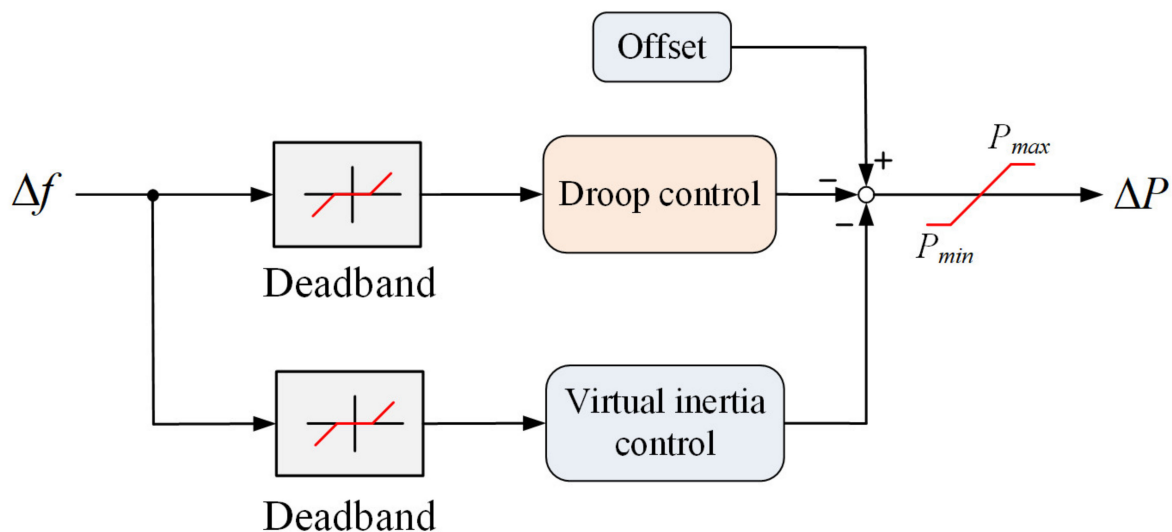 Offset
+
P_max
Δf
Droop control
−
ΔP
−
P_min
Deadband
Virtual inertia
control
Deadband